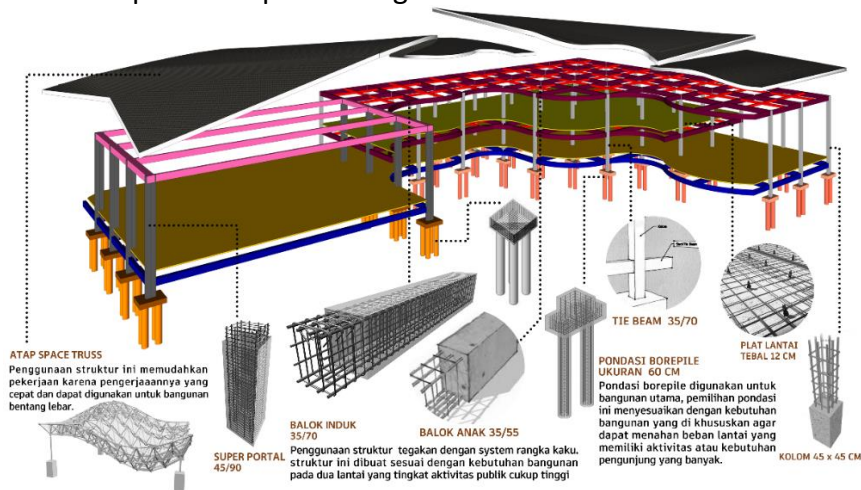 ATAP SPACE TRUSS
Penggunaan struktur ini memudahkan
pekerjaan karena pengerjaaannya yang
cepat dan dapat digunakan untuk bangunan
bentang lebar.
SUPER PORTAL
45/90
BALOK INDUK
35/70
BALOK ANAK 35/55
Penggunaan struktur tegakan dengan system rangka kaku.
struktur ini dibuat sesuai dengan kebutuhan bangunan
pada dua lantai yang tingkat aktivitas publik cukup tinggi
TIE BEAM 35/70
PONDASI BOREPILE
UKURAN 60 CM
Pondasi borepile digunakan untuk
bangunan utama, pemilihan pondasi
ini menyesuaikan dengan kebutuhan
bangunan yang di khususkan agar
dapat menahan beban lantai yang
memiliki aktivitas atau kebutuhan
pengunjung yang banyak.
PLAT LANTAI
TEBAL 12 CM
KOLOM 45 x 45 CM